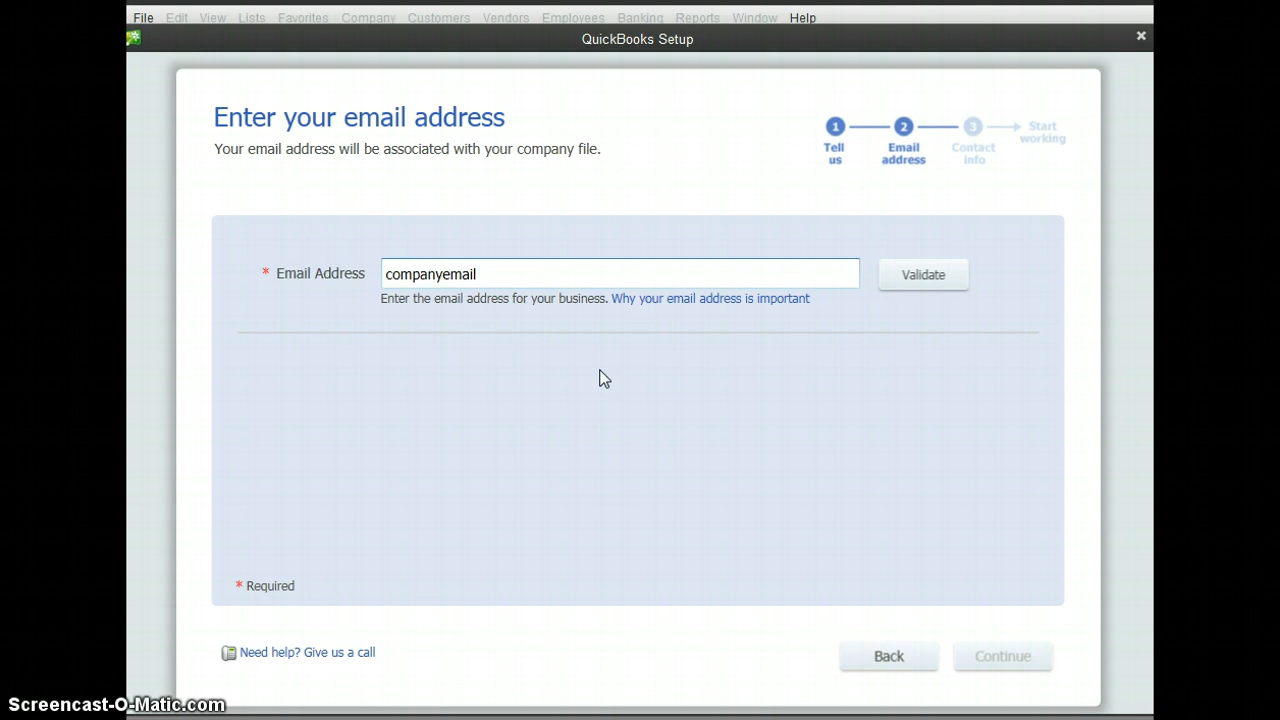 File Edit View Lists Favorites Company Customers Vendors Employees Banking Reports Window Help
QuickBooks Setup
Enter your email address
Your email address will be associated with your company file.
1 2 3 Start working
Tell us
Email address
Contact info
* Email Address companyemail Validate
Enter the email address for your business. Why your email address is important
* Required
Need help? Give us a call
Back Continue
Screencast-O-Matic.com